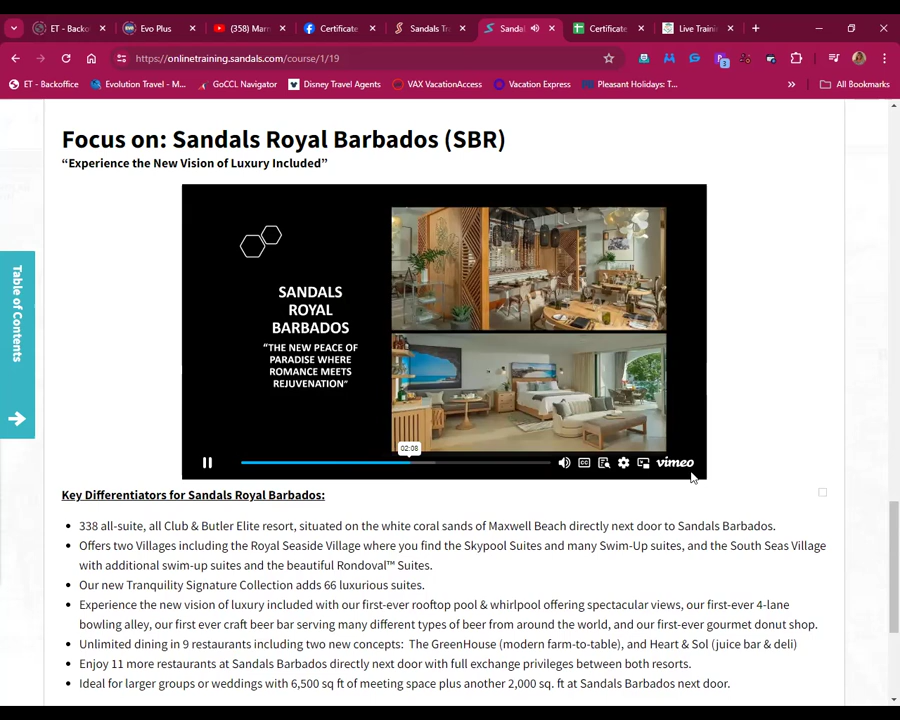 ET - Backo
Evo Plus
(358) Marr
Certificate
Sandals Tr
Sandal
Certificate
Live Traini
https://onlinetraining.sandals.com/course/1/19
3
ET - Backoffice
Evolution Travel - M...
GoCCL Navigator
Disney Travel Agents
VAX VacationAccess
Vacation Express
Pleasant Holidays: T...
»
All Bookmarks
Focus on: Sandals Royal Barbados (SBR)
“Experience the New Vision of Luxury Included”
SANDALS
ROYAL
BARBADOS
“THE NEW PEACE OF
PARADISE WHERE
ROMANCE MEETS
REJUVENATION”
02:08
CC
vimeo
Table of Contents
Key Differentiators for Sandals Royal Barbados:
338 all-suite, all Club & Butler Elite resort, situated on the white coral sands of Maxwell Beach directly next door to Sandals Barbados.
Offers two Villages including the Royal Seaside Village where you find the Skypool Suites and many Swim-Up suites, and the South Seas Village
with additional swim-up suites and the beautiful Rondoval™ Suites.
Our new Tranquility Signature Collection adds 66 luxurious suites.
Experience the new vision of luxury included with our first-ever rooftop pool & whirlpool offering spectacular views, our first-ever 4-lane
bowling alley, our first ever craft beer bar serving many different types of beer from around the world, and our first-ever gourmet donut shop.
Unlimited dining in 9 restaurants including two new concepts: The GreenHouse (modern farm-to-table), and Heart & Sol (juice bar & deli)
Enjoy 11 more restaurants at Sandals Barbados directly next door with full exchange privileges between both resorts.
Ideal for larger groups or weddings with 6,500 sq ft of meeting space plus another 2,000 sq. ft at Sandals Barbados next door.